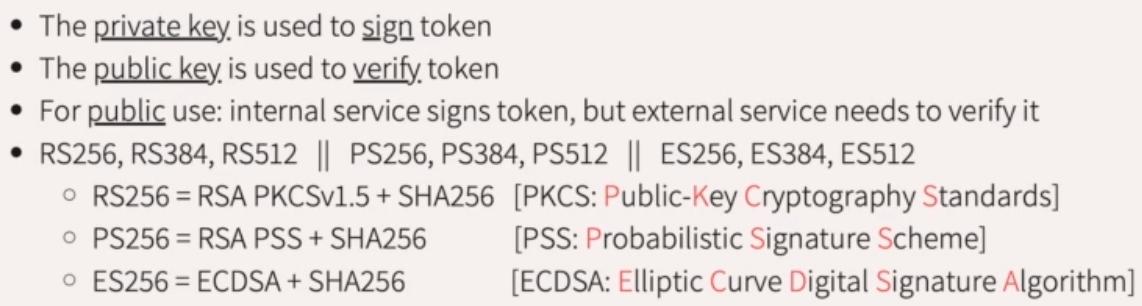 • The private key is used to sign token
• The public key is used to verify token
• For public use: internal service signs token, but external service needs to verify it
• RS256, RS384, RS512 || PS256, PS384, PS512 || ES256, ES384, ES512
○ RS256 = RSA PKCSv1.5 + SHA256 [PKCS: Public-Key Cryptography Standards]
○ PS256 = RSA PSS + SHA256 [PSS: Probabilistic Signature Scheme]
○ ES256 = ECDSA + SHA256 [ECDSA: Elliptic Curve Digital Signature Algorithm]